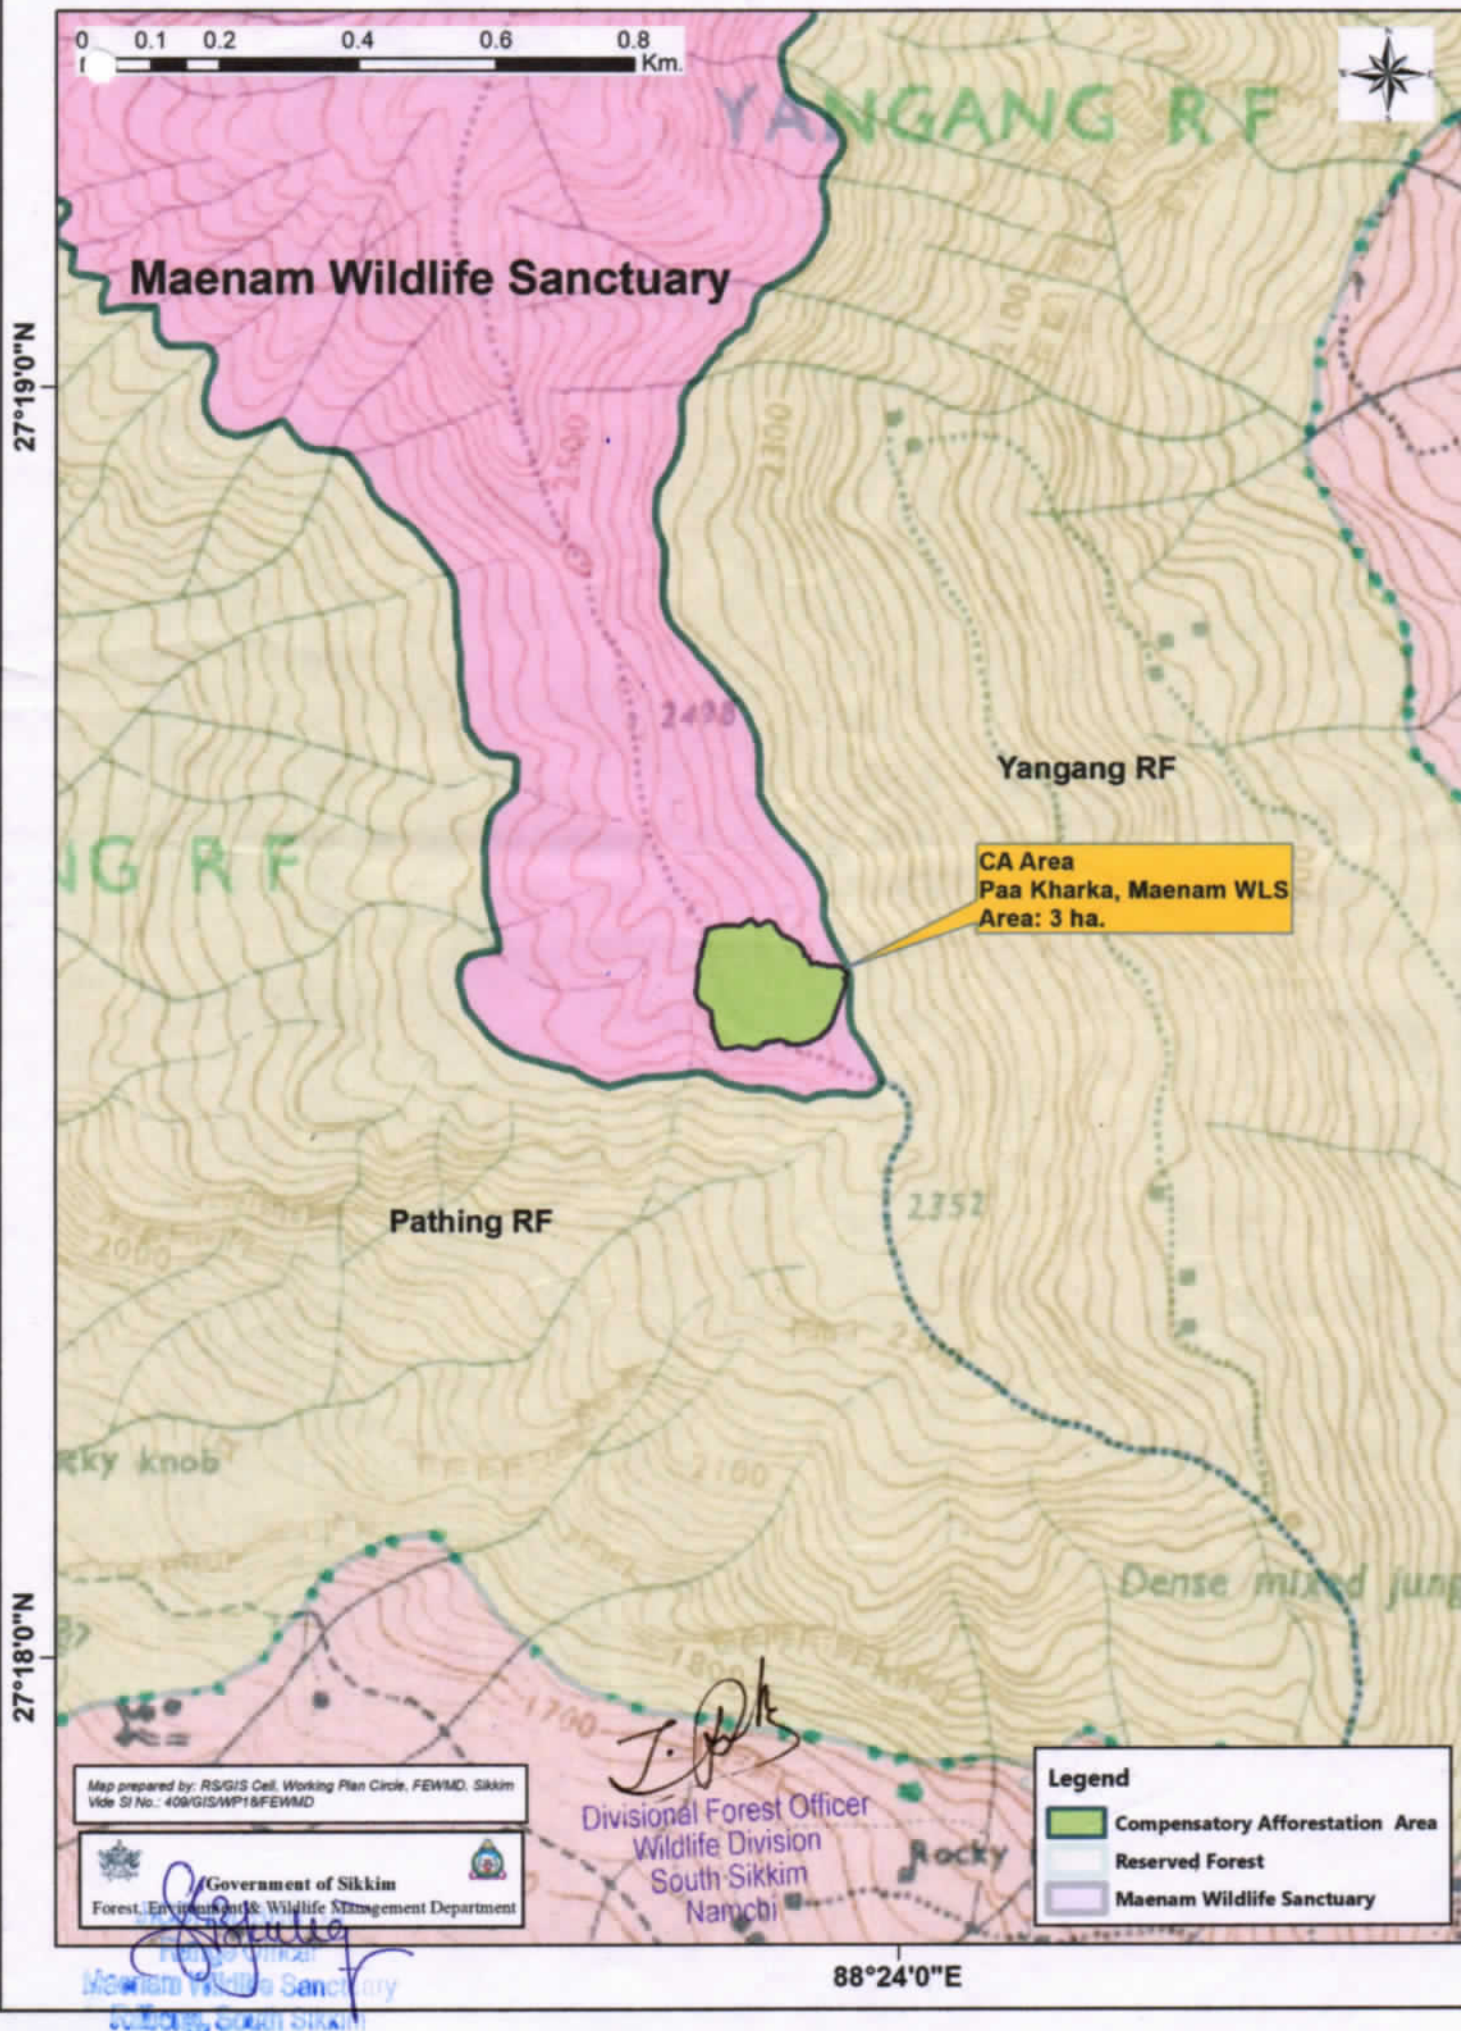 0 0.1 0.2 0.4 0.6 0.8
Km.
YANGANG R F
Maenam Wildlife Sanctuary
27°19'0"N
2100
2500
2300
2498
Yangang RF
NG R F
CA Area
Paa Kharka, Maenam WLS
Area: 3 ha.
2352
Pathing RF
2000
cky knob
2100
Dense mixed jung
27°18'0"N
1700
Map prepared by: RS/GIS Cell, Working Plan Circle, FEWMD, Sikkim
Vide Sl No.: 409/GIS/WP18/FEWMD
Government of Sikkim
Forest, Environment & Wildlife Management Department
Divisional Forest Officer
Wildlife Division
South Sikkim
Namchi
Rocky
Legend
Compensatory Afforestation Area
Reserved Forest
Maenam Wildlife Sanctuary
88°24'0"E
Range Officer
Maenam Wildlife Sanctuary
South Sikkim